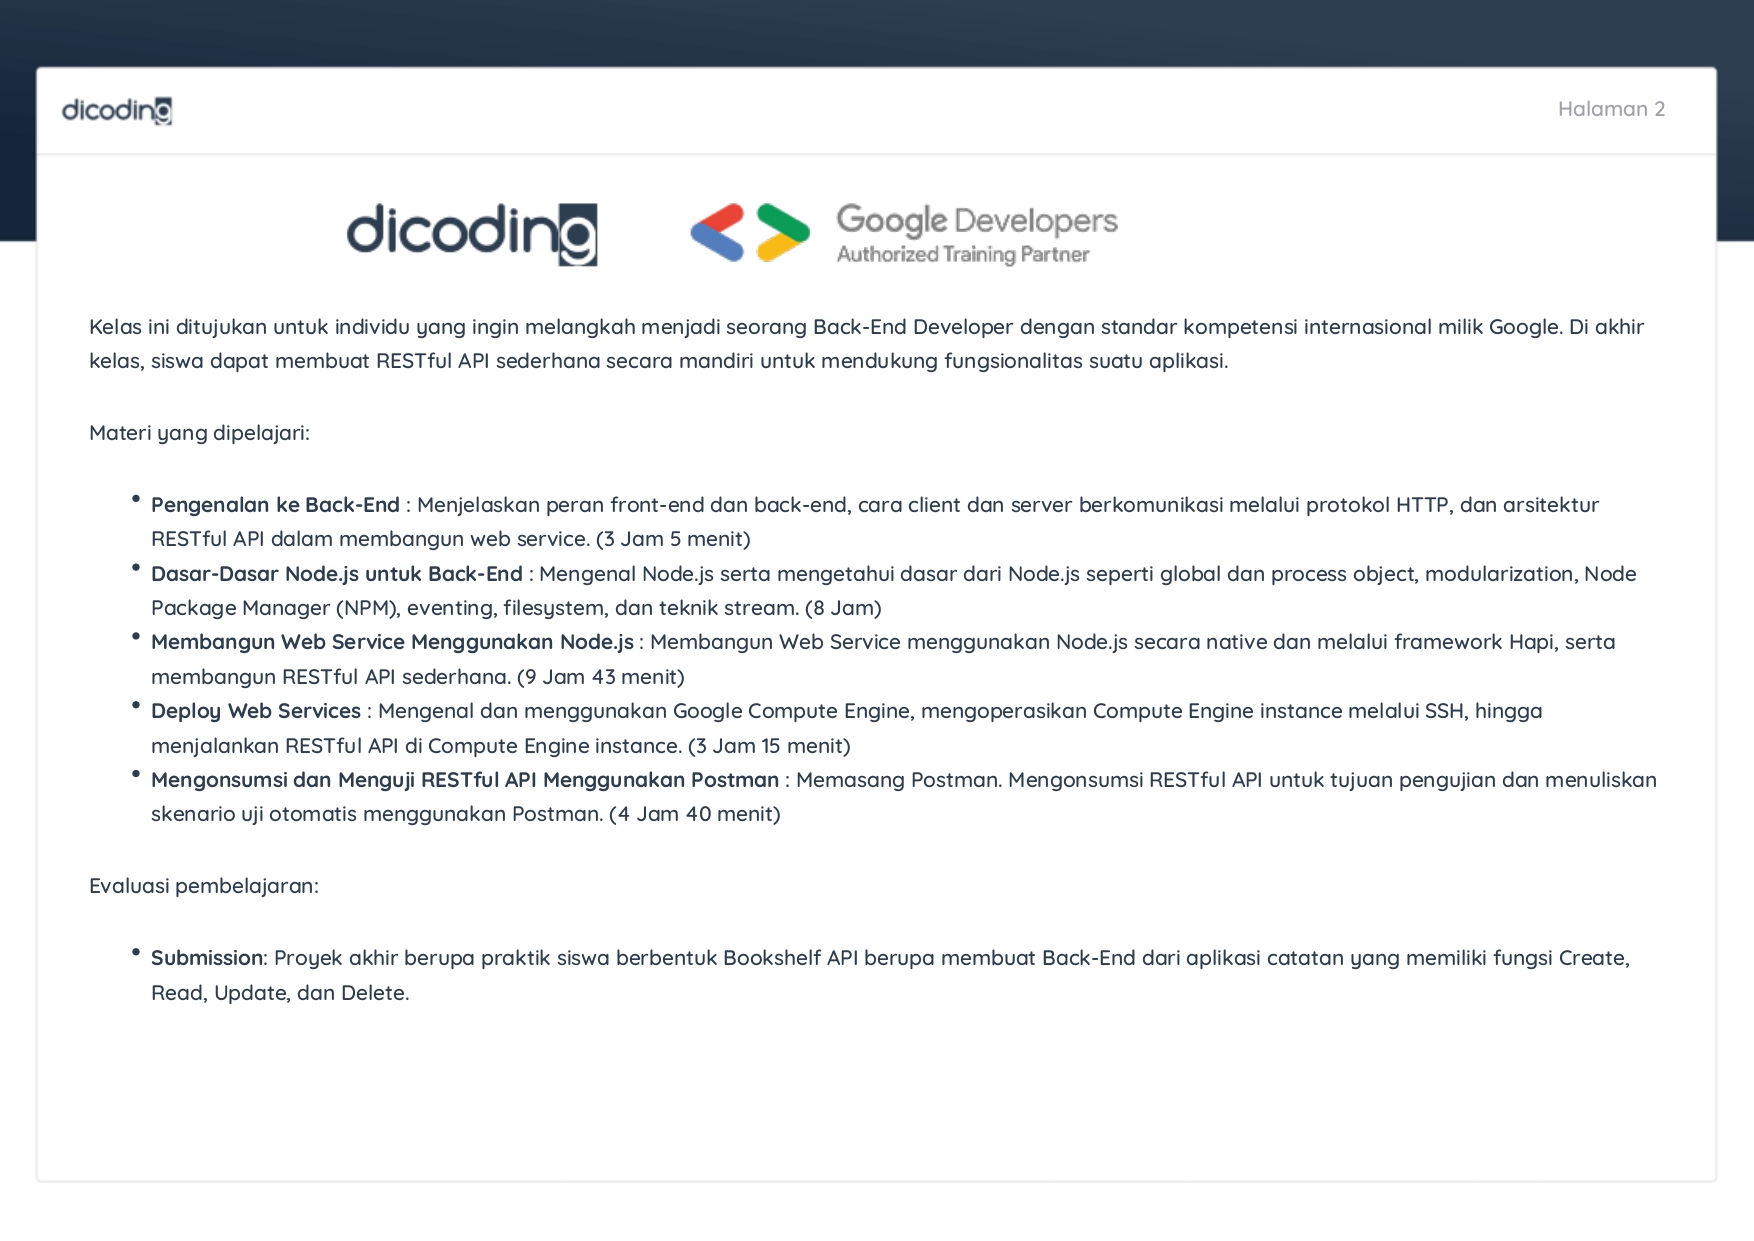 dicoding
Halaman 2
dicoding
Google Developers
Authorized Training Partner
Kelas ini ditujukan untuk individu yang ingin melangkah menjadi seorang Back-End Developer dengan standar kompetensi internasional milik Google. Di akhir
kelas, siswa dapat membuat RESTful API sederhana secara mandiri untuk mendukung fungsionalitas suatu aplikasi.
Materi yang dipelajari:
• Pengenalan ke Back-End : Menjelaskan peran front-end dan back-end, cara client dan server berkomunikasi melalui protokol HTTP, dan arsitektur
RESTful API dalam membangun web service. (3 Jam 5 menit)
• Dasar-Dasar Node.js untuk Back-End : Mengenal Node.js serta mengetahui dasar dari Node.js seperti global dan process object, modularization, Node
Package Manager (NPM), eventing, filesystem, dan teknik stream. (8 Jam)
• Membangun Web Service Menggunakan Node.js : Membangun Web Service menggunakan Node.js secara native dan melalui framework Hapi, serta
membangun RESTful API sederhana. (9 Jam 43 menit)
• Deploy Web Services : Mengenal dan menggunakan Google Compute Engine, mengoperasikan Compute Engine instance melalui SSH, hingga
menjalankan RESTful API di Compute Engine instance. (3 Jam 15 menit)
• Mengonsumsi dan Menguji RESTful API Menggunakan Postman : Memasang Postman. Mengonsumsi RESTful API untuk tujuan pengujian dan menuliskan
skenario uji otomatis menggunakan Postman. (4 Jam 40 menit)
Evaluasi pembelajaran:
• Submission: Proyek akhir berupa praktik siswa berbentuk Bookshelf API berupa membuat Back-End dari aplikasi catatan yang memiliki fungsi Create,
Read, Update, dan Delete.